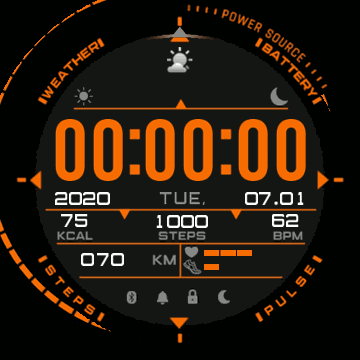 POWER SOURCE
WEATHER
BATTERY
00:00:00
2020 TUE, 07.01
75 1000 62
KCAL STEPS BPM
070 KM
STEPS
PULSE